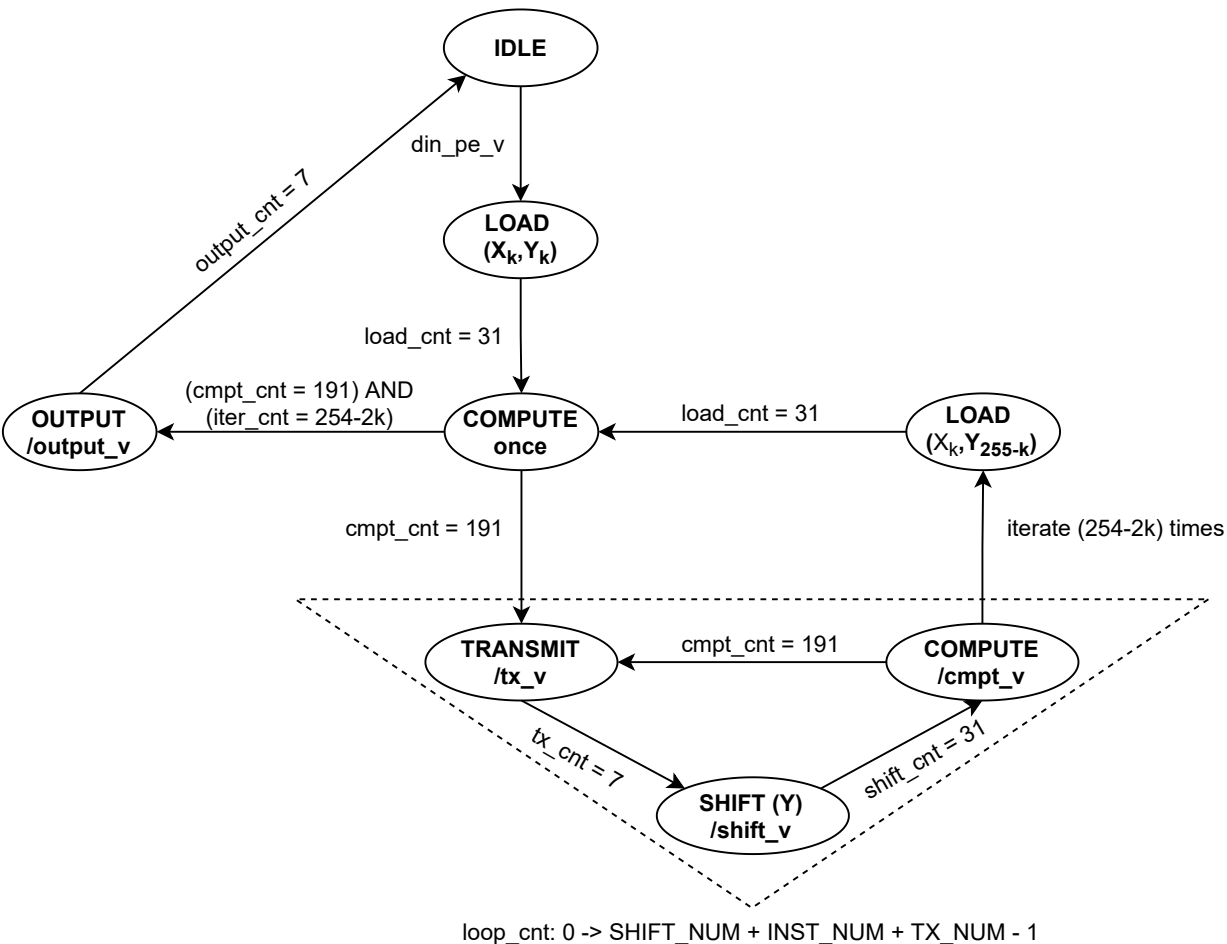 IDLE
din_pe_v
output_cnt = 7
LOAD
(Xk,Yk)
load_cnt = 31
(cmpt_cnt = 191) AND
(iter_cnt = 254-2k)
OUTPUT
/output_v
COMPUTE
once
load_cnt = 31
LOAD
(Xk,Y255-k)
cmpt_cnt = 191
iterate (254-2k) times
TRANSMIT
/tx_v
cmpt_cnt = 191
COMPUTE
/cmpt_v
tx_cnt = 7
shift_cnt = 31
SHIFT (Y)
/shift_v
loop_cnt: 0 -> SHIFT_NUM + INST_NUM + TX_NUM - 1